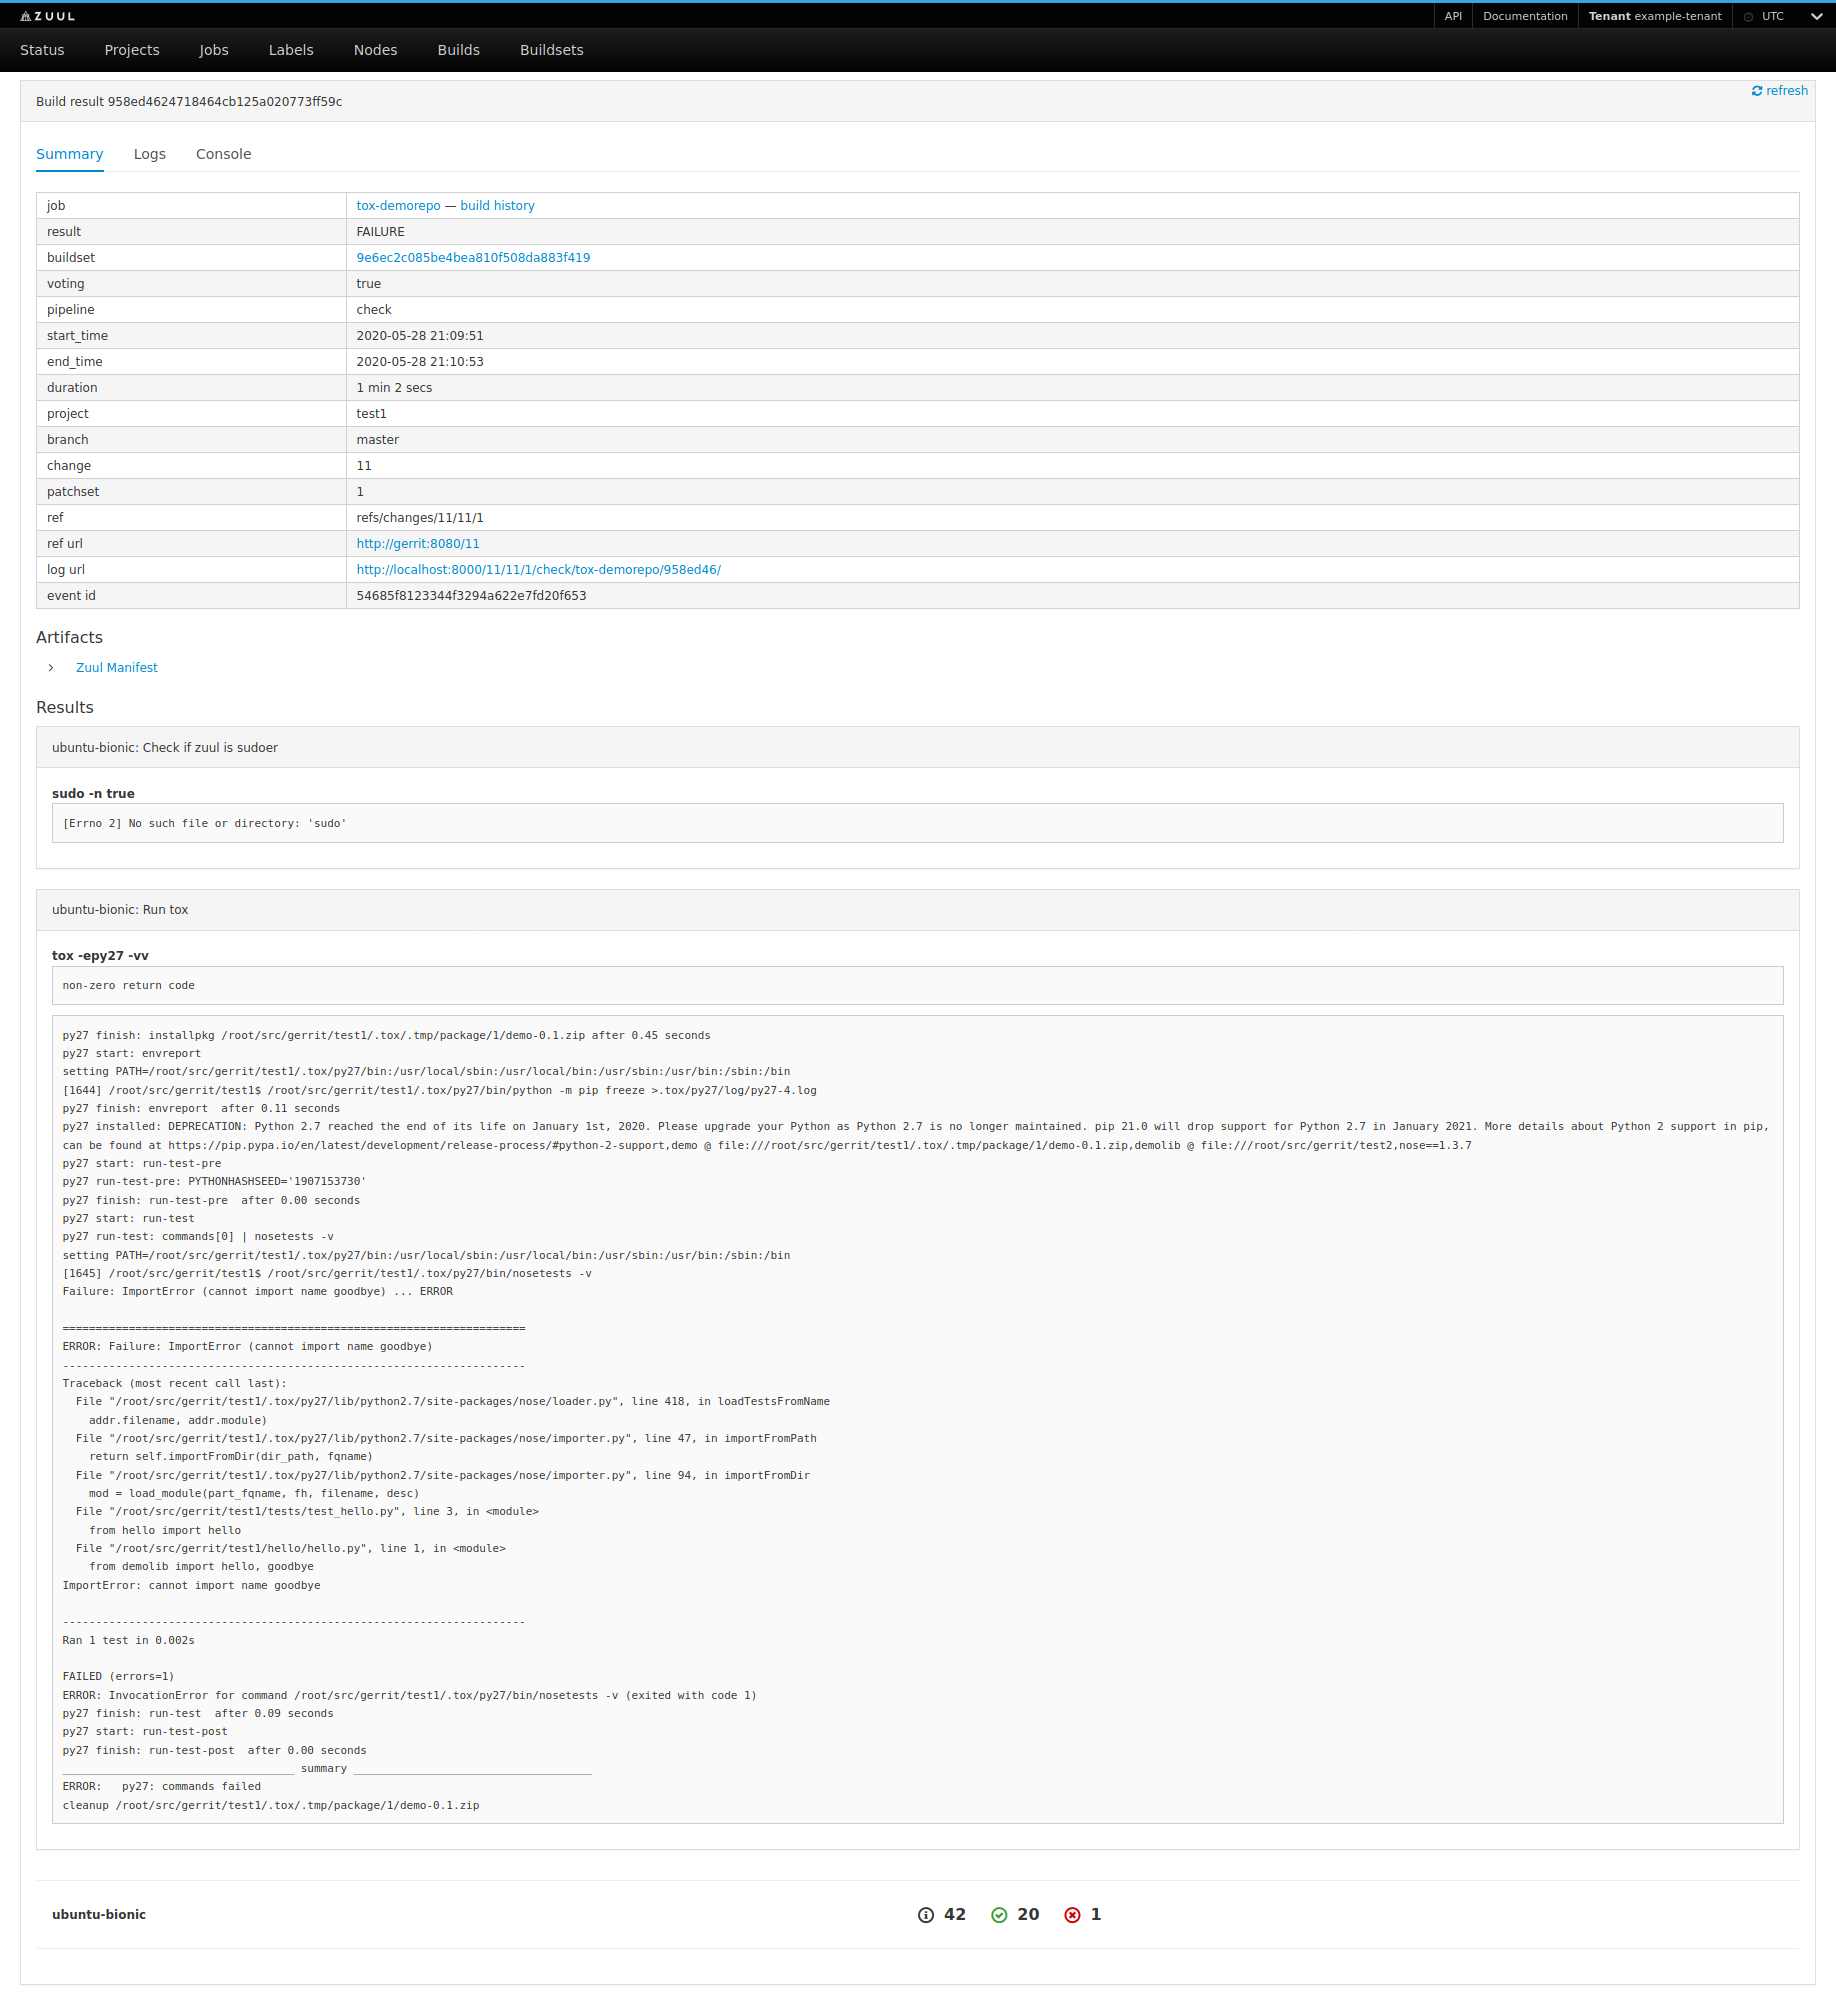 ZUUL
API Documentation Tenant example-tenant UTC
Status Projects Jobs Labels Nodes Builds Buildsets
refresh
Build result 958ed4624718464cb125a020773ff59c
Summary Logs Console
job tox-demorepo — build history
result FAILURE
buildset 9e6ec2c085be4bea810f508da883f419
voting true
pipeline check
start_time 2020-05-28 21:09:51
end_time 2020-05-28 21:10:53
duration 1 min 2 secs
project test1
branch master
change 11
patchset 1
ref refs/changes/11/11/1
ref url http://gerrit:8080/11
log url http://localhost:8000/11/11/1/check/tox-demorepo/958ed46/
event id 54685f8123344f3294a622e7fd20f653
Artifacts
Zuul Manifest
Results
ubuntu-bionic: Check if zuul is sudoer
sudo -n true
[Errno 2] No such file or directory: 'sudo'
ubuntu-bionic: Run tox
tox -epy27 -vv
non-zero return code
py27 finish: installpkg /root/src/gerrit/test1/.tox/.tmp/package/1/demo-0.1.zip after 0.45 seconds
py27 start: envreport
setting PATH=/root/src/gerrit/test1/.tox/py27/bin:/usr/local/sbin:/usr/local/bin:/usr/sbin:/usr/bin:/sbin:/bin
[1644] /root/src/gerrit/test1$ /root/src/gerrit/test1/.tox/py27/bin/python -m pip freeze >.tox/py27/log/py27-4.log
py27 finish: envreport  after 0.11 seconds
py27 installed: DEPRECATION: Python 2.7 reached the end of its life on January 1st, 2020. Please upgrade your Python as Python 2.7 is no longer maintained. pip 21.0 will drop support for Python 2.7 in January 2021. More details about Python 2 support in pip,
can be found at https://pip.pypa.io/en/latest/development/release-process/#python-2-support,demo @ file:///root/src/gerrit/test1/.tox/.tmp/package/1/demo-0.1.zip,demolib @ file:///root/src/gerrit/test2,nose==1.3.7
py27 start: run-test-pre
py27 run-test-pre: PYTHONHASHSEED='1907153730'
py27 finish: run-test-pre  after 0.00 seconds
py27 start: run-test
py27 run-test: commands[0] | nosetests -v
setting PATH=/root/src/gerrit/test1/.tox/py27/bin:/usr/local/sbin:/usr/local/bin:/usr/sbin:/usr/bin:/sbin:/bin
[1645] /root/src/gerrit/test1$ /root/src/gerrit/test1/.tox/py27/bin/nosetests -v
Failure: ImportError (cannot import name goodbye) ... ERROR
======================================================================
ERROR: Failure: ImportError (cannot import name goodbye)
----------------------------------------------------------------------
Traceback (most recent call last):
  File "/root/src/gerrit/test1/.tox/py27/lib/python2.7/site-packages/nose/loader.py", line 418, in loadTestsFromName
    addr.filename, addr.module)
  File "/root/src/gerrit/test1/.tox/py27/lib/python2.7/site-packages/nose/importer.py", line 47, in importFromPath
    return self.importFromDir(dir_path, fqname)
  File "/root/src/gerrit/test1/.tox/py27/lib/python2.7/site-packages/nose/importer.py", line 94, in importFromDir
    mod = load_module(part_fqname, fh, filename, desc)
  File "/root/src/gerrit/test1/tests/test_hello.py", line 3, in <module>
    from hello import hello
  File "/root/src/gerrit/test1/hello/hello.py", line 1, in <module>
    from demolib import hello, goodbye
ImportError: cannot import name goodbye
----------------------------------------------------------------------
Ran 1 test in 0.002s
FAILED (errors=1)
ERROR: InvocationError for command /root/src/gerrit/test1/.tox/py27/bin/nosetests -v (exited with code 1)
py27 finish: run-test  after 0.09 seconds
py27 start: run-test-post
py27 finish: run-test-post  after 0.00 seconds
___________________________________ summary ____________________________________
ERROR:   py27: commands failed
cleanup /root/src/gerrit/test1/.tox/.tmp/package/1/demo-0.1.zip
ubuntu-bionic 42 20 1